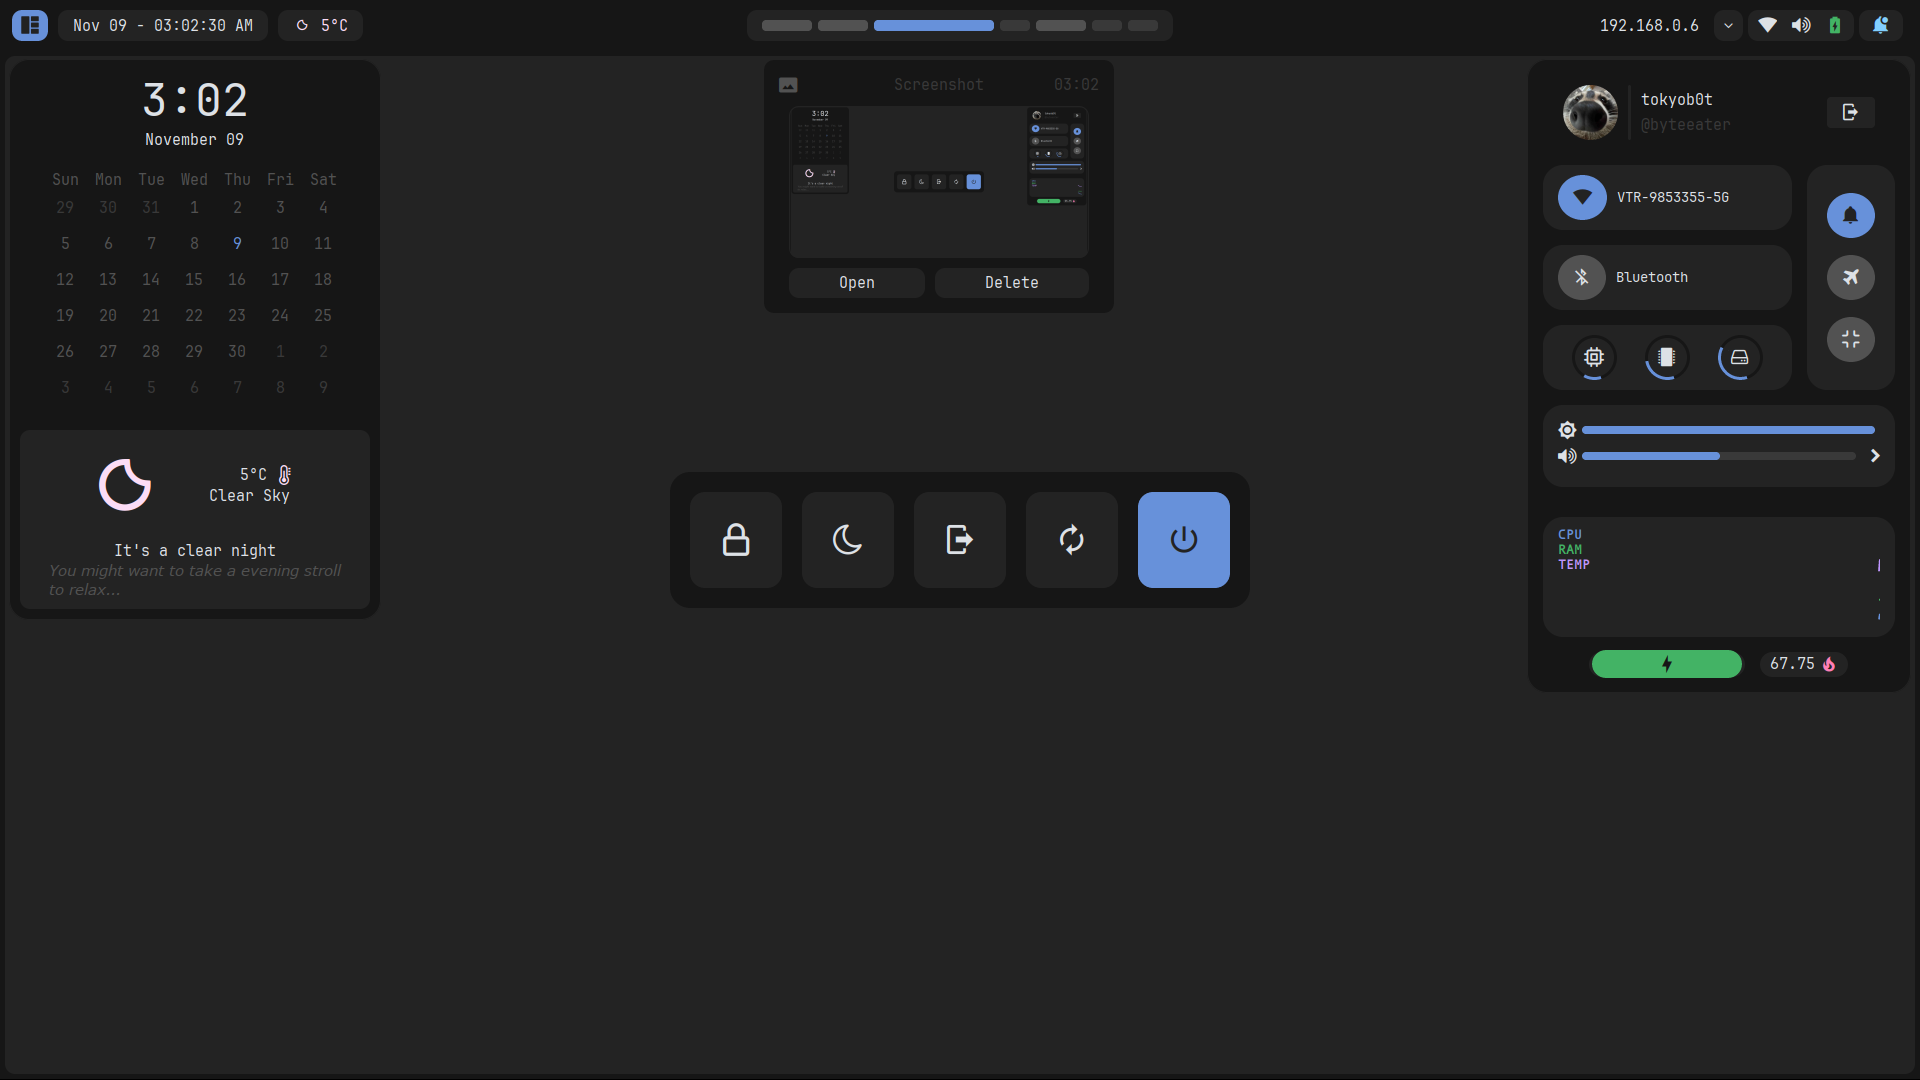 Nov 09 - 03:02:30 AM
5°C
192.168.0.6
3:02
November 09
Sun Mon Tue Wed Thu Fri Sat
29 30 31 1 2 3 4
5 6 7 8 9 10 11
12 13 14 15 16 17 18
19 20 21 22 23 24 25
26 27 28 29 30 1 2
3 4 5 6 7 8 9
5°C
Clear Sky
It's a clear night
You might want to take a evening stroll
to relax...
Screenshot 03:02
3:02
Open Delete
tokyob0t
@byteeater
VTR-9853355-5G
Bluetooth
CPU
RAM
TEMP
67.75